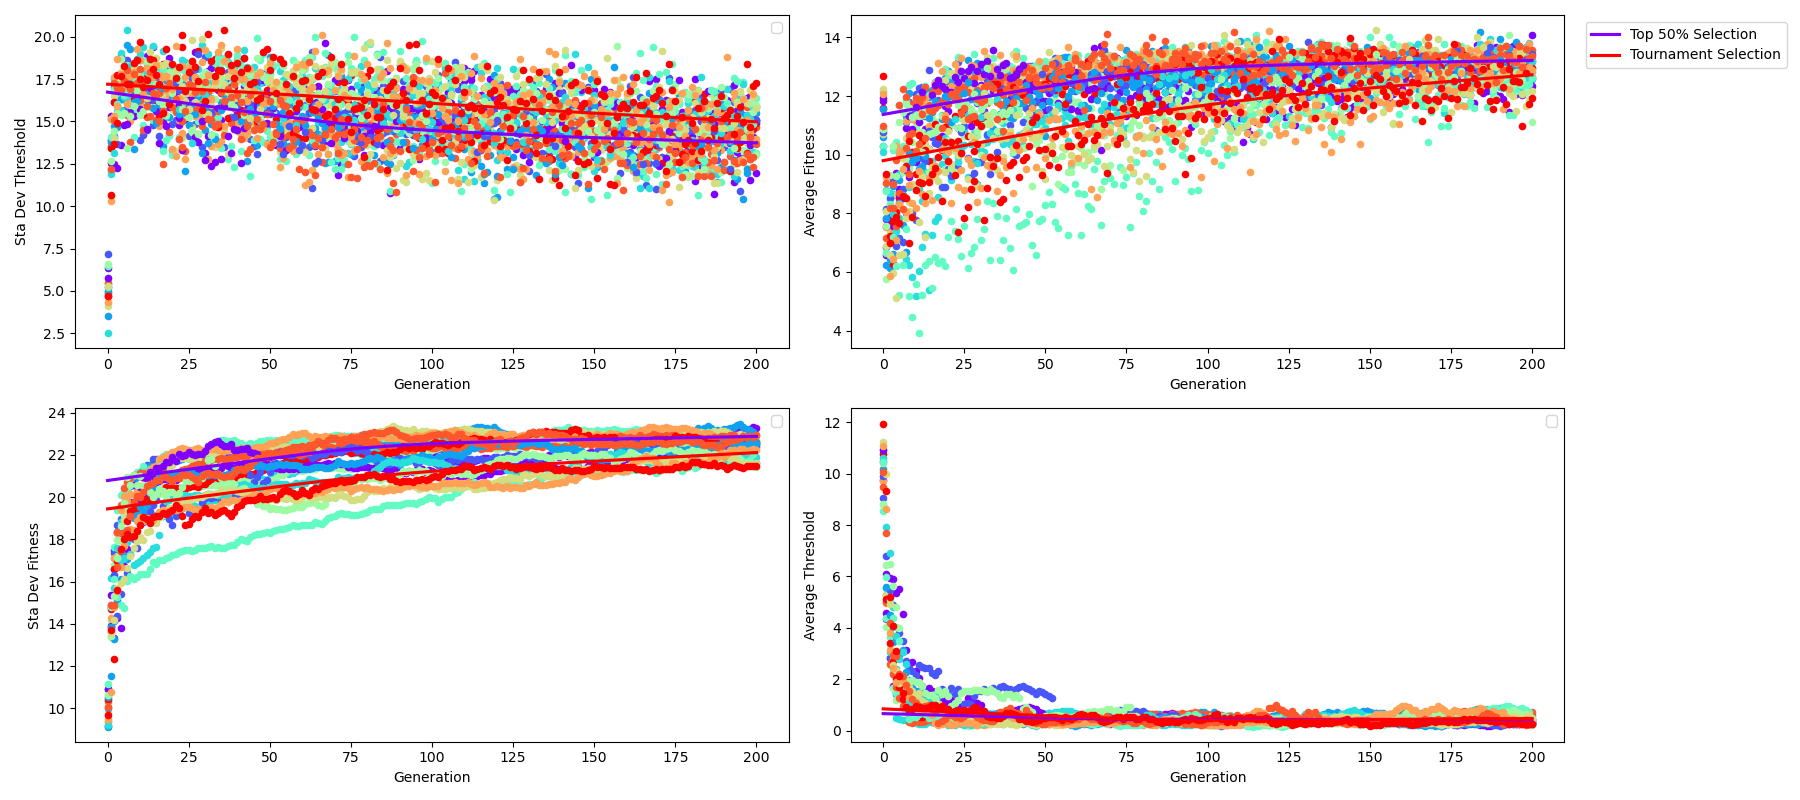 20.0
17.5
15.0
12.5
10.0
7.5
5.0
2.5
Sta Dev Threshold
0 25 50 75 100 125 150 175 200
Generation
14
12
10
8
6
4
Average Fitness
0 25 50 75 100 125 150 175 200
Generation
Top 50% Selection
Tournament Selection
24
22
20
18
16
14
12
10
Sta Dev Fitness
0 25 50 75 100 125 150 175 200
Generation
12
10
8
6
4
2
0
Average Threshold
0 25 50 75 100 125 150 175 200
Generation